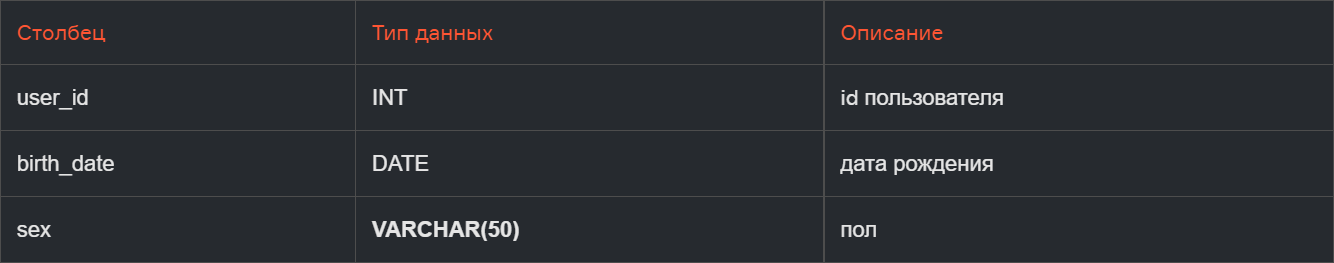 Столбец Тип данных Описание
user_id INT id пользователя
birth_date DATE дата рождения
sex VARCHAR(50) пол